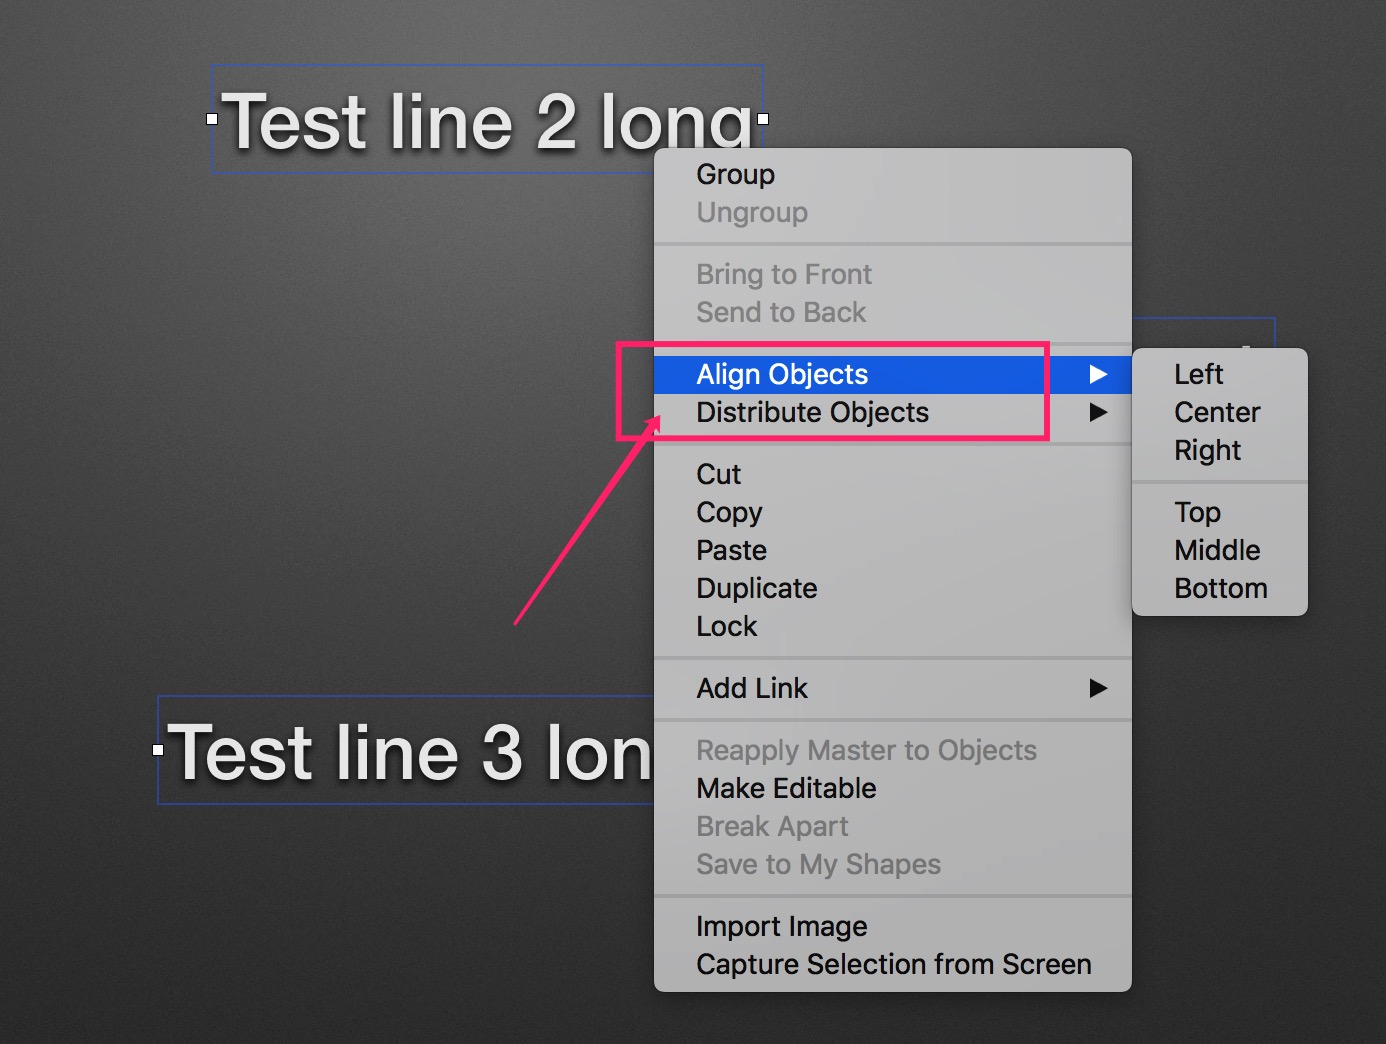 Test line 2 long
Group
Ungroup
Bring to Front
Send to Back
Align Objects
Distribute Objects
Cut
Copy
Paste
Duplicate
Lock
Add Link
Reapply Master to Objects
Make Editable
Break Apart
Save to My Shapes
Import Image
Capture Selection from Screen
Left
Center
Right
Top
Middle
Bottom
Test line 3 lon